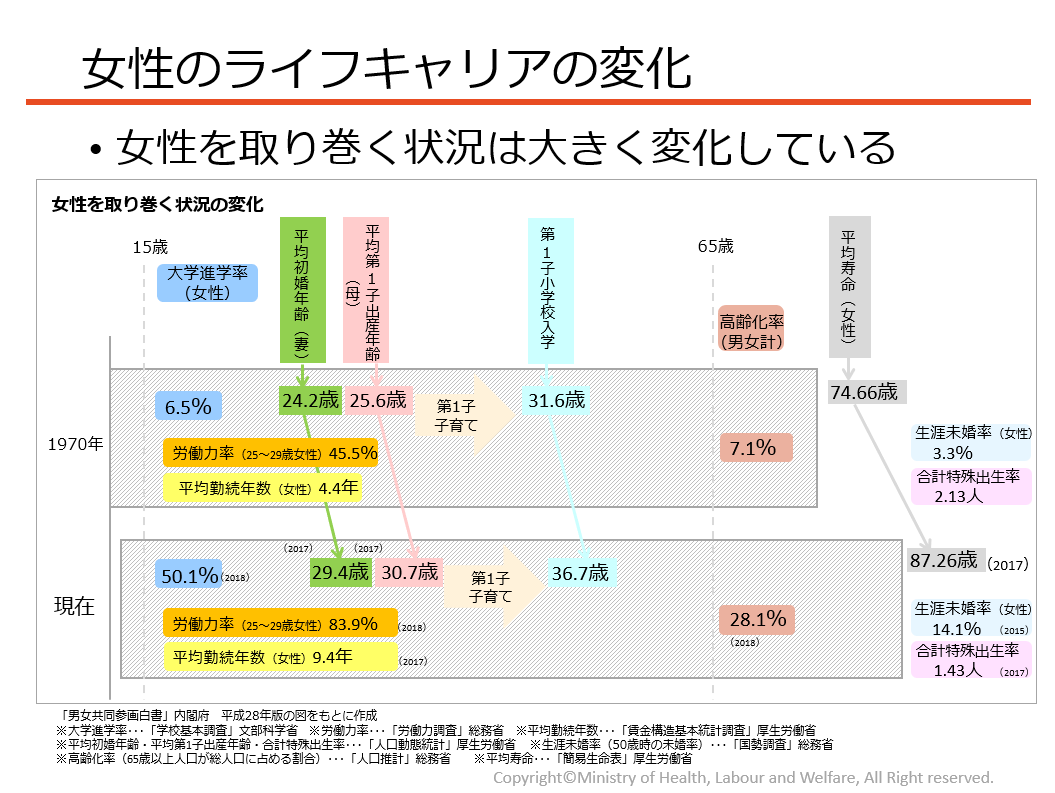 女性のライフキャリアの変化
• 女性を取り巻く状況は大きく変化している
女性を取り巻く状況の変化
15歳
大学進学率
（女性）
平均初婚年齢（妻）
平均第１子出産年齢
（母）
第１子小学校入学
65歳
高齢化率
（男女計）
平均寿命（女性）
1970年
6.5%
24.2歳
25.6歳
第1子
子育て
31.6歳
74.66歳
労働力率（25～29歳女性）45.5%
平均勤続年数（女性）4.4年
7.1%
生涯未婚率（女性）
3.3%
合計特殊出生率
2.13人
現在
50.1%（2018）
（2017）
29.4歳
（2017）
30.7歳
第1子
子育て
36.7歳
87.26歳（2017）
労働力率（25～29歳女性）83.9%（2018）
平均勤続年数（女性）9.4年（2017）
28.1%
（2018）
生涯未婚率（女性）
14.1%（2015）
合計特殊出生率
1.43人（2017）
「男女共同参画白書」内閣府　平成28年版の図をもとに作成
※大学進学率･･･「学校基本調査」文部科学省　※労働力率･･･「労働力調査」総務省　※平均勤続年数･･･「賃金構造基本統計調査」厚生労働省
※平均初婚年齢・平均第1子出産年齢・合計特殊出生率･･･「人口動態統計」厚生労働省　※生涯未婚率（50歳時の未婚率）･･･「国勢調査」総務省
※高齢化率（65歳以上人口が総人口に占める割合）･･･「人口推計」総務省　　※平均寿命･･･「簡易生命表」厚生労働省
Copyright©Ministry of Health, Labour and Welfare, All Right reserved.